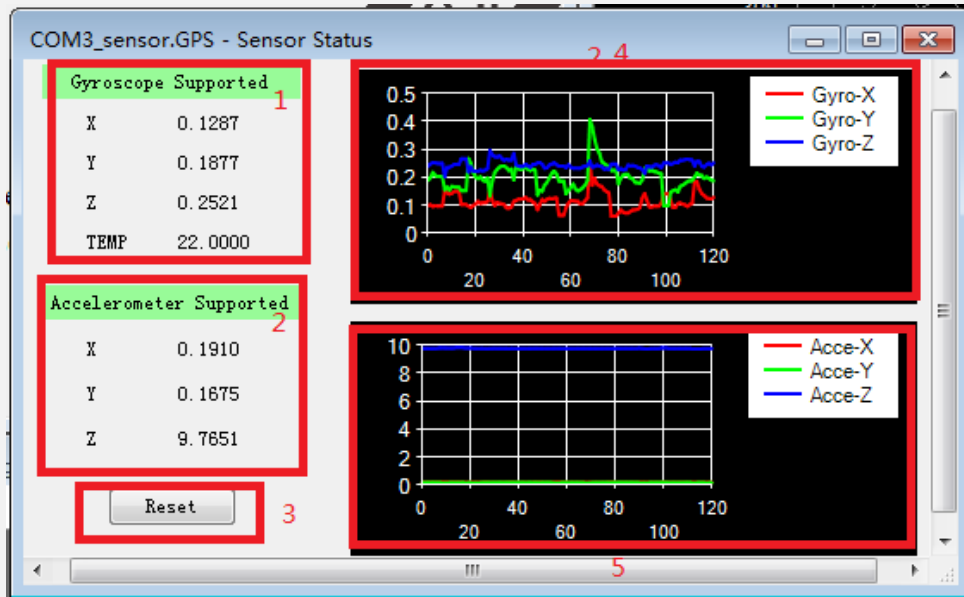 COM3_sensor.GPS - Sensor Status
2 4
Gyroscope Supported
1
X 0.1287
Y 0.1877
Z 0.2521
TEMP 22.0000
0.5
0.4
0.3
0.2
0.1
0
0 20 40 60 80 100 120
Gyro-X
Gyro-Y
Gyro-Z
Accelerometer Supported
2
X 0.1910
Y 0.1675
Z 9.7651
Reset
3
10
8
6
4
2
0
0 20 40 60 80 100 120
Acce-X
Acce-Y
Acce-Z
5